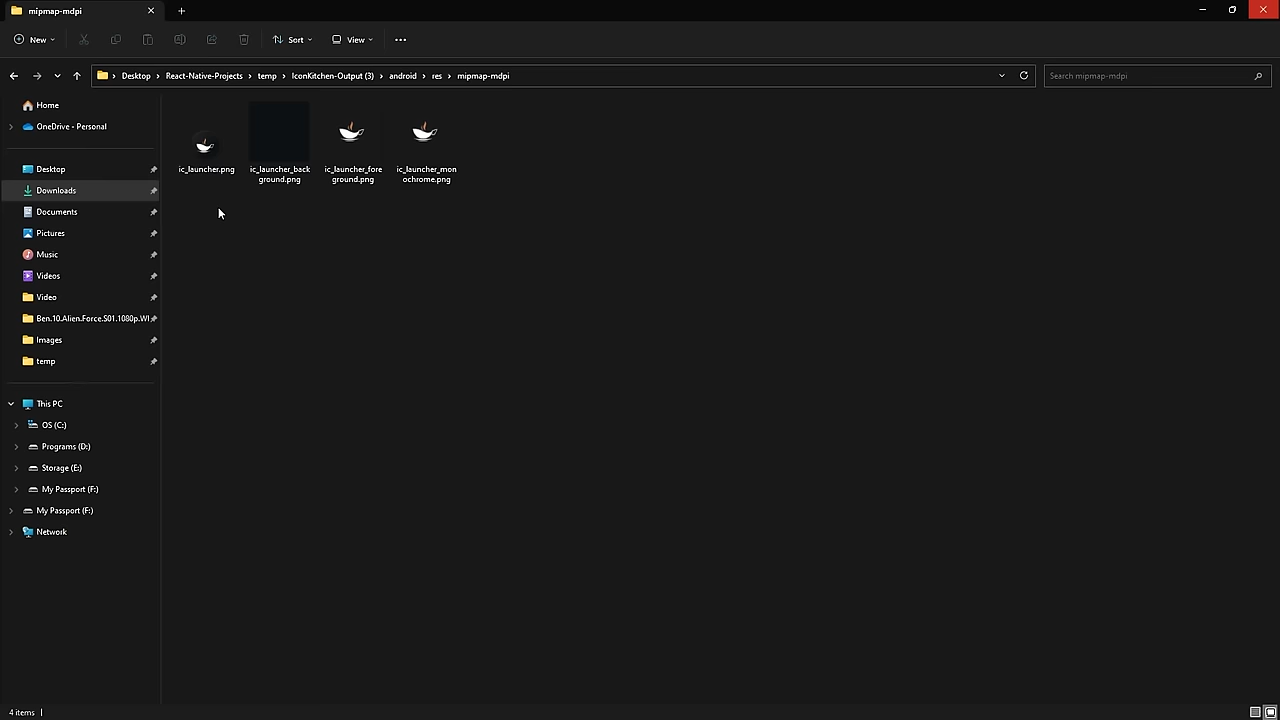 mipmap-mdpi
New
Sort
View
Desktop
React-Native-Projects
temp
IconKitchen-Output (3)
android
res
mipmap-mdpi
Search mipmap-mdpi
Home
OneDrive - Personal
Desktop
Downloads
Documents
Pictures
Music
Videos
Video
Ben.10.Alien.Force.S01.1080p.WI
Images
temp
This PC
OS (C:)
Programs (D:)
Storage (E:)
My Passport (F:)
My Passport (F:)
Network
ic_launcher.png
ic_launcher_back
ground.png
ic_launcher_fore
ground.png
ic_launcher_mon
ochrome.png
4 items